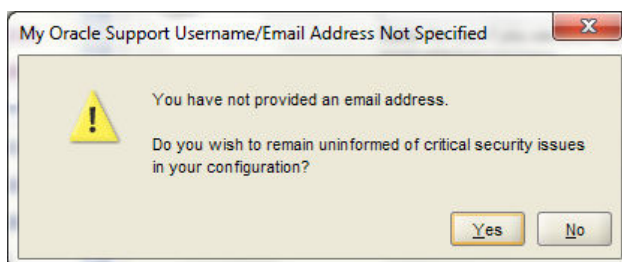 My Oracle Support Username/Email Address Not Specified
You have not provided an email address.
Do you wish to remain uninformed of critical security issues
in your configuration?
Yes No